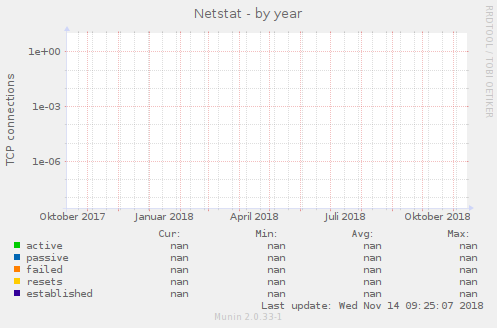 Netstat - by year
RRDTOOL / TOBI OETIKER
TCP connections
1e+00
1e-03
1e-06
Oktober 2017 Januar 2018 April 2018 Juli 2018 Oktober 2018
Cur: Min: Avg: Max:
active nan nan nan nan
passive nan nan nan nan
failed nan nan nan nan
resets nan nan nan nan
established nan nan nan nan
Last update: Wed Nov 14 09:25:07 2018
Munin 2.0.33-1